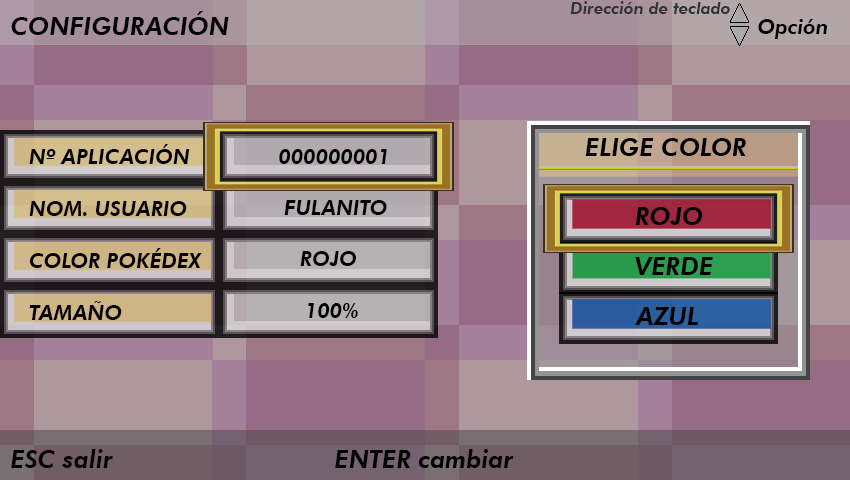 CONFIGURACIÓN
Dirección de teclado
Opción
Nº APLICACIÓN 000000001
NOM. USUARIO FULANITO
COLOR POKÉDEX ROJO
TAMAÑO 100%
ELIGE COLOR
ROJO
VERDE
AZUL
ESC salir ENTER cambiar